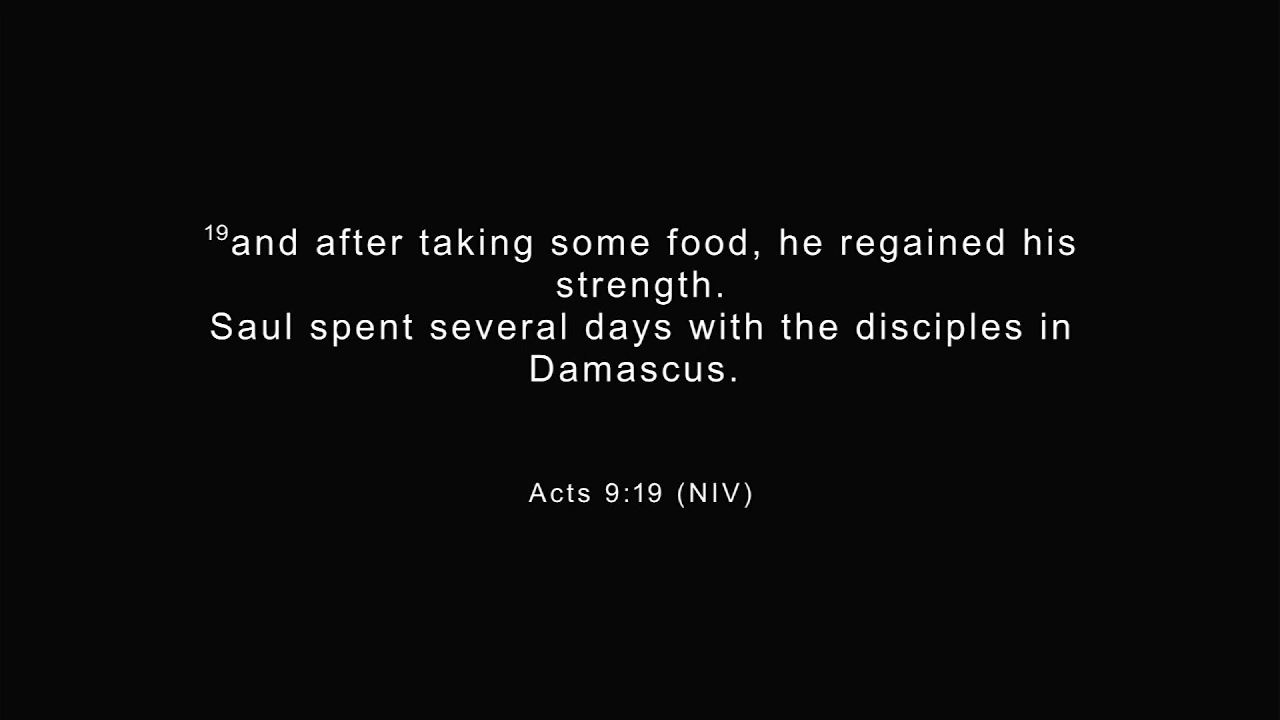 19and after taking some food, he regained his
strength.
Saul spent several days with the disciples in
Damascus.
Acts 9:19 (NIV)